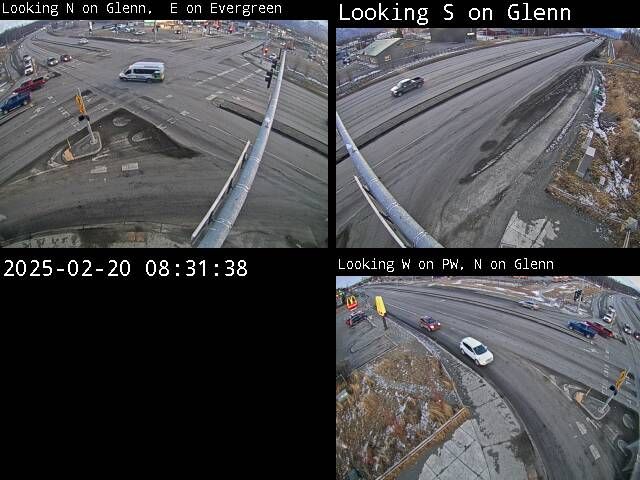 Looking N on Glenn,  E on Evergreen
Looking S on Glenn
2025-02-20 08:31:38
Looking W on PW, N on Glenn